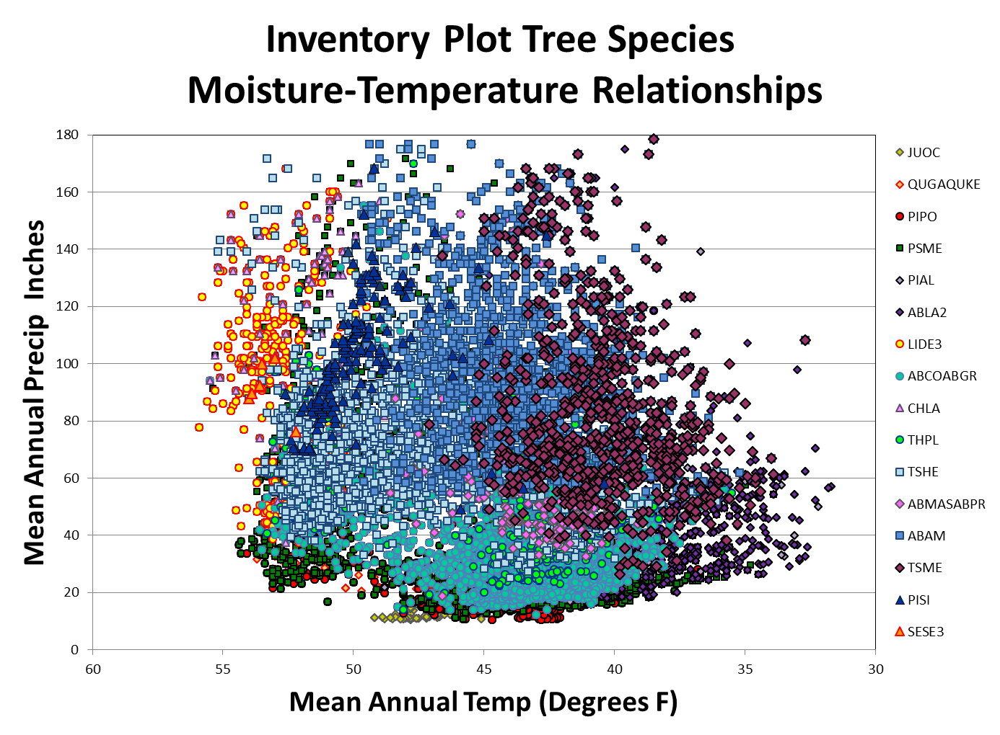 Inventory Plot Tree Species
Moisture-Temperature Relationships
Mean Annual Precip Inches
180
160
140
120
100
80
60
40
20
0
60
55
50
45
40
35
30
Mean Annual Temp (Degrees F)
JUOC
QUGAQUKE
PIPO
PSME
PIAL
ABLA2
LIDE3
ABCOABGR
CHLA
THPL
TSHE
ABMASABPR
ABAM
TSME
PISI
SESE3